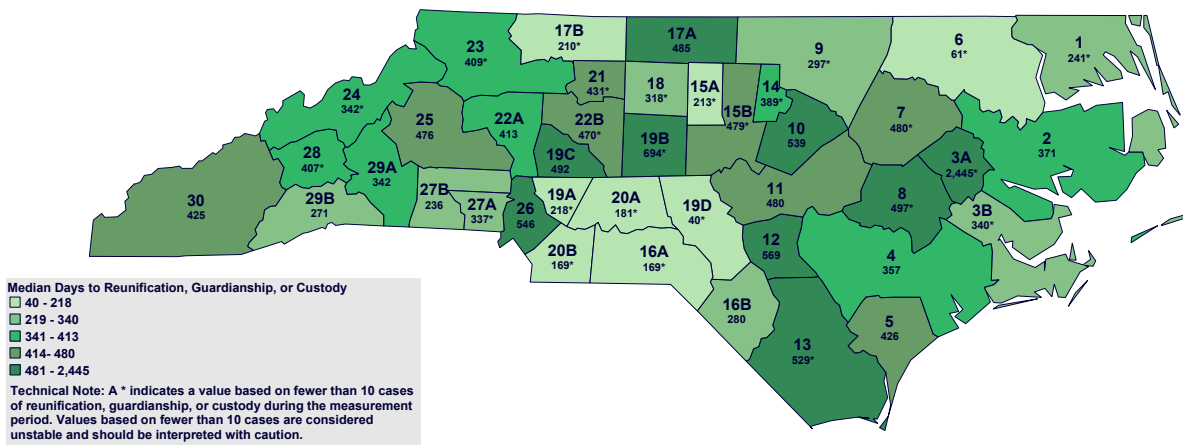 17B
210*
17A
485
23
409*
9
297*
6
61*
1
241*
21
431*
18
318*
15A
213*
15B
479*
14
389*
24
342*
25
476
22A
413
22B
470*
19B
694*
10
539
7
480*
2
371
28
407*
29A
342
19C
492
3A
2,445*
30
425
29B
271
27B
236
27A
337*
26
546
19A
218*
20A
181*
19D
40*
11
480
8
497*
3B
340*
20B
169*
16A
169*
12
569
4
357
16B
280
5
426
13
529*
Median Days to Reunification, Guardianship, or Custody
40 - 218
219 - 340
341 - 413
414- 480
481 - 2,445
Technical Note: A * indicates a value based on fewer than 10 cases
of reunification, guardianship, or custody during the measurement
period. Values based on fewer than 10 cases are considered
unstable and should be interpreted with caution.